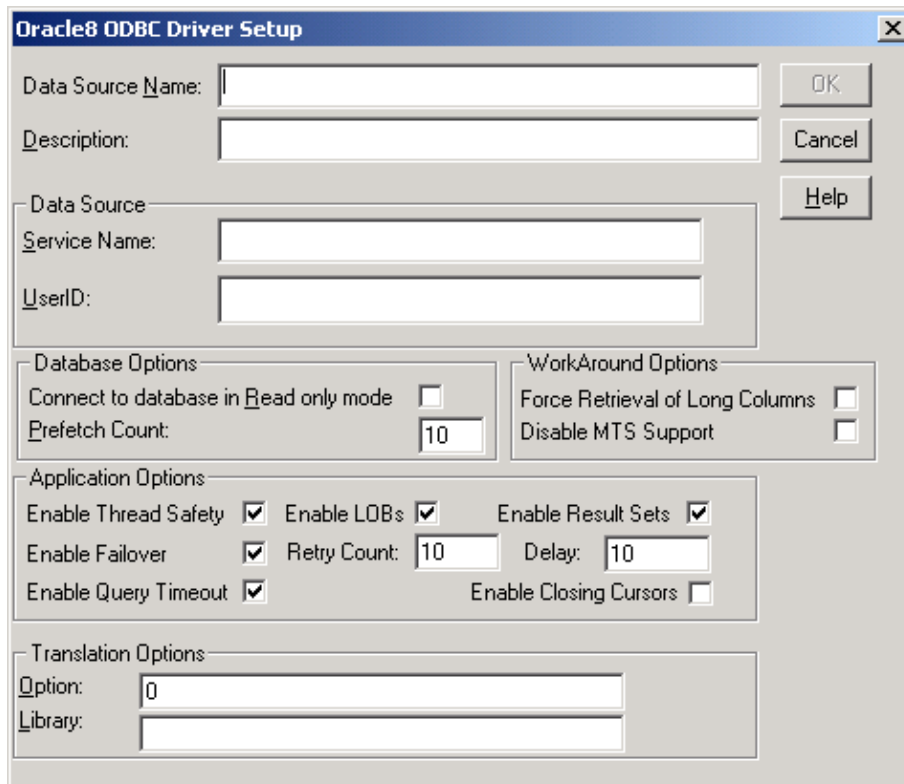 Oracle8 ODBC Driver Setup
Data Source Name:
OK
Description:
Cancel
Help
Data Source
Service Name:
UserID:
Database Options
Connect to database in Read only mode
Prefetch Count: 10
WorkAround Options
Force Retrieval of Long Columns
Disable MTS Support
Application Options
Enable Thread Safety Enable LOBs Enable Result Sets
Enable Failover Retry Count: 10 Delay: 10
Enable Query Timeout Enable Closing Cursors
Translation Options
Option: 0
Library: